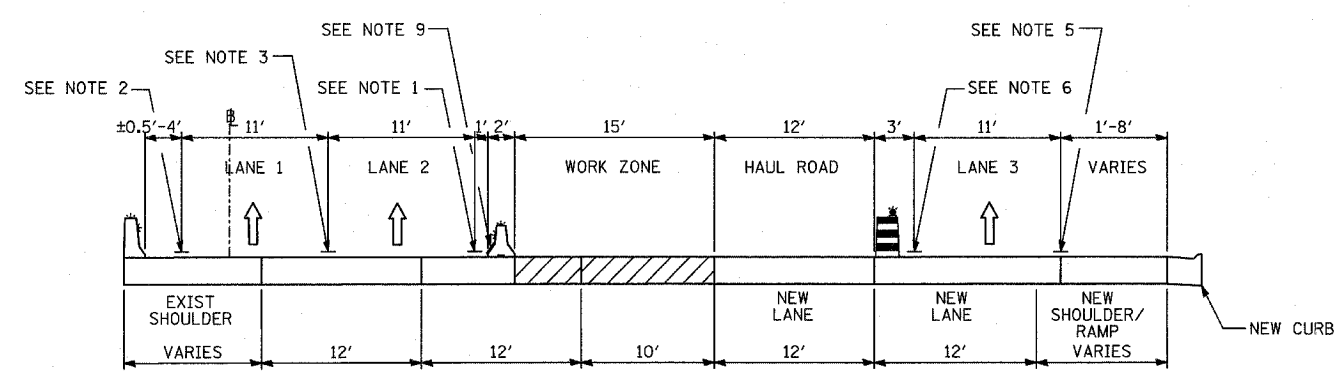 SEE NOTE 9
SEE NOTE 5
SEE NOTE 3
SEE NOTE 2
SEE NOTE 1
SEE NOTE 6
±0.5'-4' 11' 11' 1' 2' 15' 12' 3' 11' 1'-8'
LANE 1 LANE 2 WORK ZONE HAUL ROAD LANE 3 VARIES
EXIST
SHOULDER
NEW
LANE
NEW
LANE
NEW
SHOULDER/
RAMP
NEW CURB
VARIES 12' 12' 10' 12' 12' VARIES